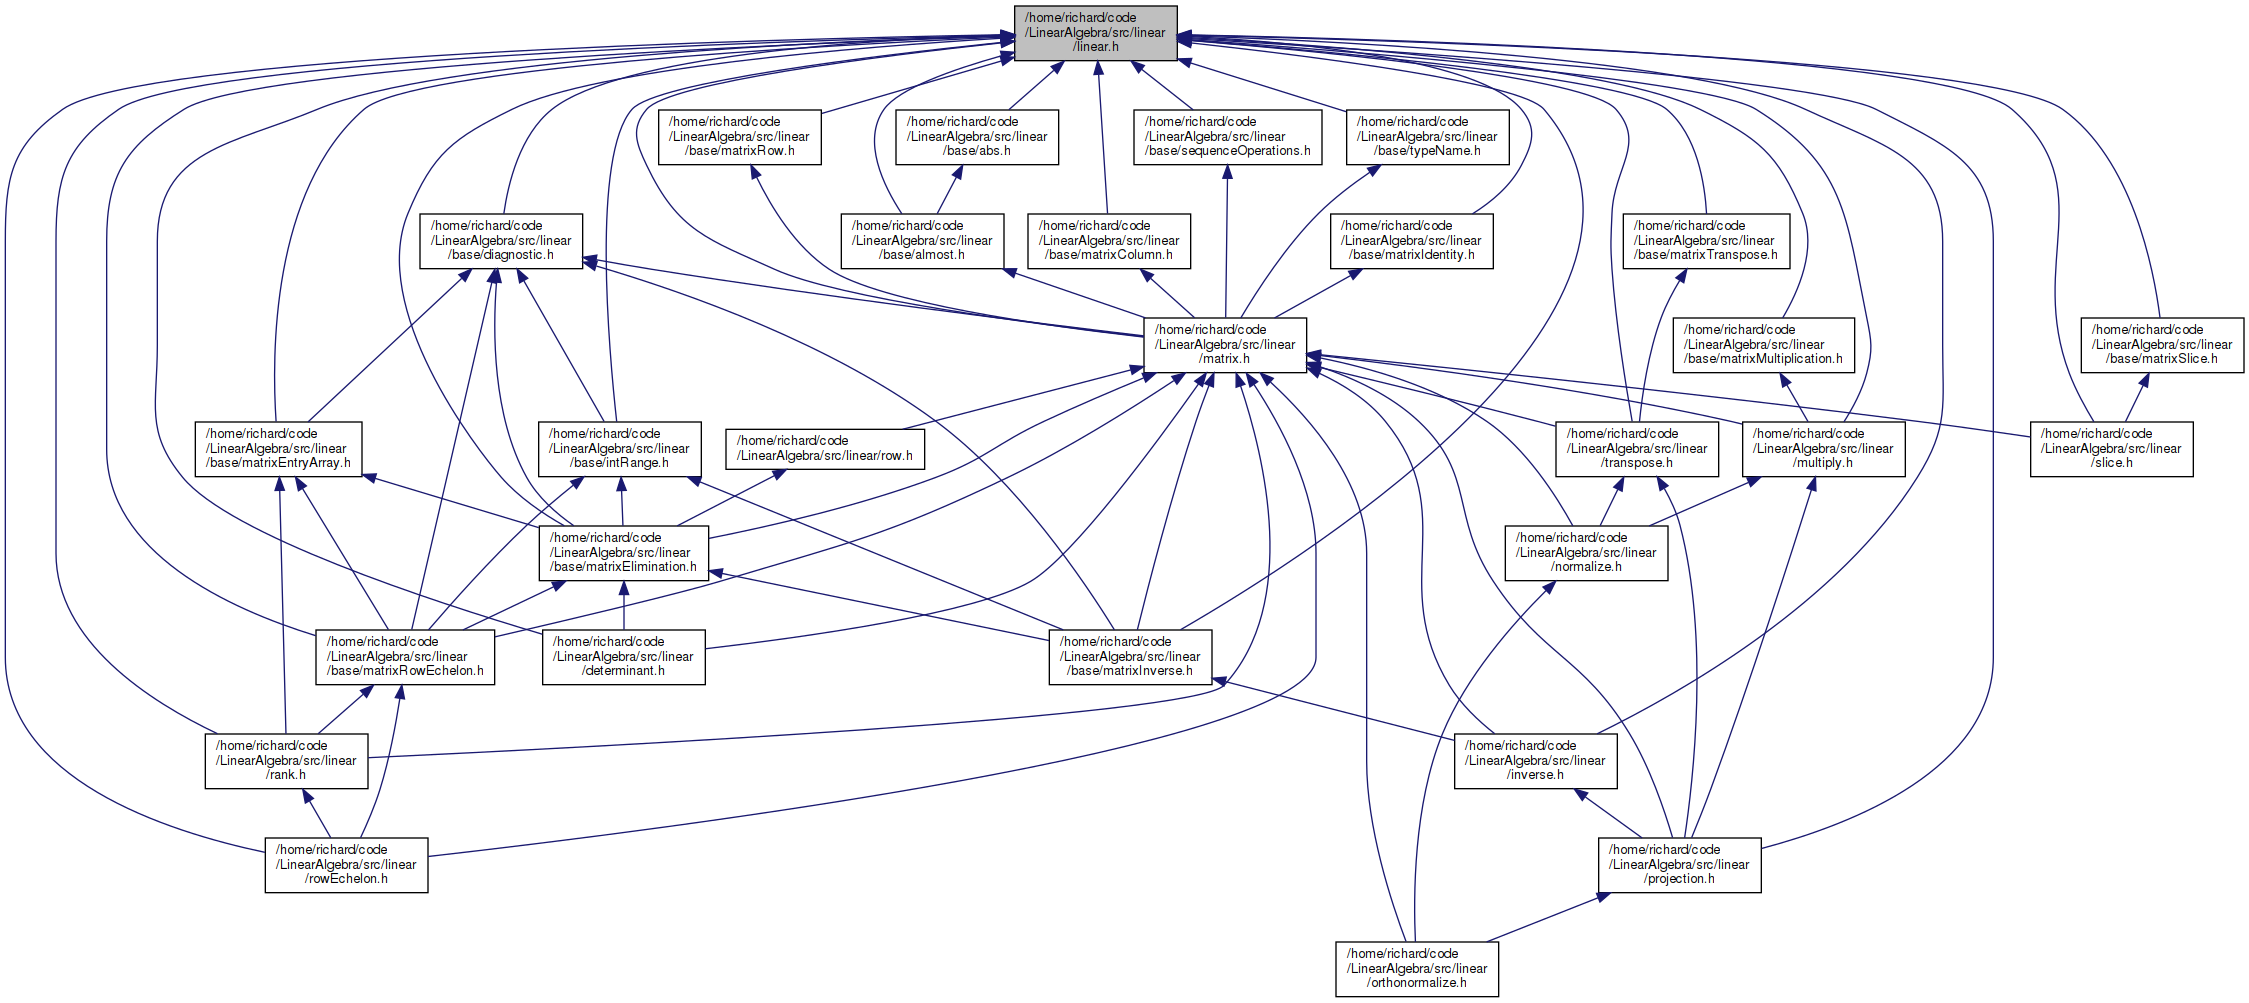 /home/richard/code
/LinearAlgebra/src/linear
/linear.h
/home/richard/code
/LinearAlgebra/src/linear
/base/matrixRow.h
/home/richard/code
/LinearAlgebra/src/linear
/base/abs.h
/home/richard/code
/LinearAlgebra/src/linear
/base/sequenceOperations.h
/home/richard/code
/LinearAlgebra/src/linear
/base/typeName.h
/home/richard/code
/LinearAlgebra/src/linear
/base/diagnostic.h
/home/richard/code
/LinearAlgebra/src/linear
/base/almost.h
/home/richard/code
/LinearAlgebra/src/linear
/base/matrixColumn.h
/home/richard/code
/LinearAlgebra/src/linear
/base/matrixIdentity.h
/home/richard/code
/LinearAlgebra/src/linear
/base/matrixTranspose.h
/home/richard/code
/LinearAlgebra/src/linear
/matrix.h
/home/richard/code
/LinearAlgebra/src/linear
/base/matrixMultiplication.h
/home/richard/code
/LinearAlgebra/src/linear
/base/matrixSlice.h
/home/richard/code
/LinearAlgebra/src/linear
/base/matrixEntryArray.h
/home/richard/code
/LinearAlgebra/src/linear
/base/intRange.h
/home/richard/code
/LinearAlgebra/src/linear/row.h
/home/richard/code
/LinearAlgebra/src/linear
/transpose.h
/home/richard/code
/LinearAlgebra/src/linear
/multiply.h
/home/richard/code
/LinearAlgebra/src/linear
/slice.h
/home/richard/code
/LinearAlgebra/src/linear
/base/matrixElimination.h
/home/richard/code
/LinearAlgebra/src/linear
/normalize.h
/home/richard/code
/LinearAlgebra/src/linear
/base/matrixRowEchelon.h
/home/richard/code
/LinearAlgebra/src/linear
/determinant.h
/home/richard/code
/LinearAlgebra/src/linear
/base/matrixInverse.h
/home/richard/code
/LinearAlgebra/src/linear
/rank.h
/home/richard/code
/LinearAlgebra/src/linear
/inverse.h
/home/richard/code
/LinearAlgebra/src/linear
/rowEchelon.h
/home/richard/code
/LinearAlgebra/src/linear
/projection.h
/home/richard/code
/LinearAlgebra/src/linear
/orthonormalize.h